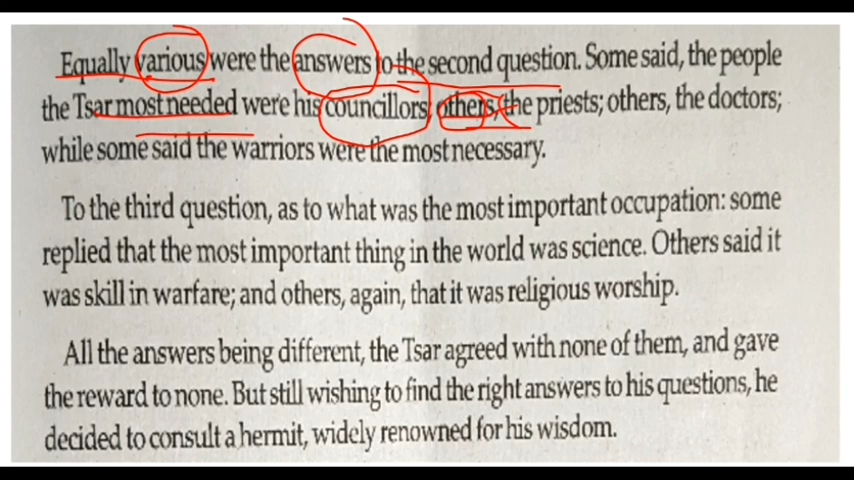 Equally various were the answers to the second question. Some said, the people
the Tsar most needed were his councillors; others, the priests; others, the doctors;
while some said the warriors were the most necessary.
To the third question, as to what was the most important occupation: some
replied that the most important thing in the world was science. Others said it
was skill in warfare; and others, again, that it was religious worship.
All the answers being different, the Tsar agreed with none of them, and gave
the reward to none. But still wishing to find the right answers to his questions, he
decided to consult a hermit, widely renowned for his wisdom.